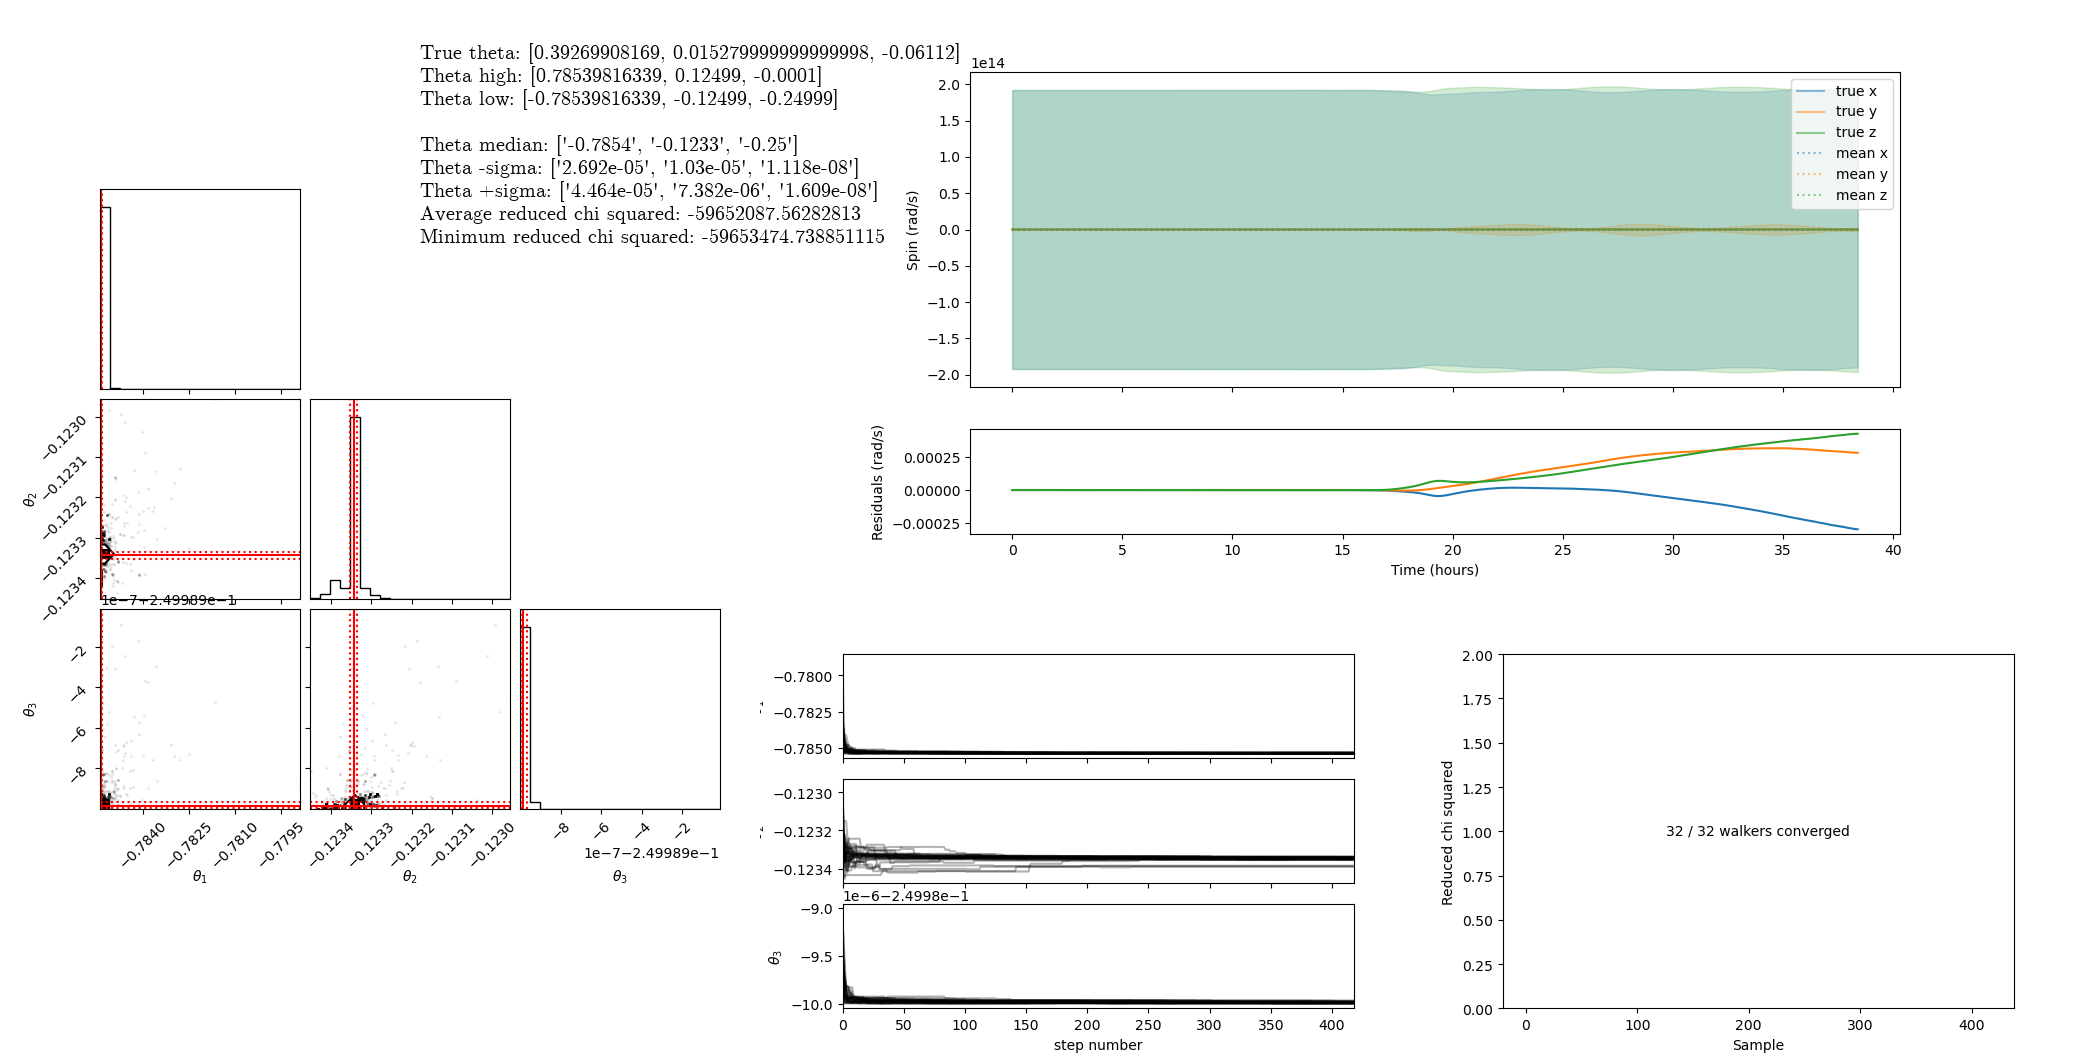 True theta: [0.39269908169, 0.015279999999999998, -0.06112]
Theta high: [0.78539816339, 0.12499, -0.0001]
Theta low: [-0.78539816339, -0.12499, -0.24999]
Theta median: ['-0.7854', '-0.1233', '-0.25']
Theta -sigma: ['2.692e-05', '1.03e-05', '1.118e-08']
Theta +sigma: ['4.464e-05', '7.382e-06', '1.609e-08']
Average reduced chi squared: -59652087.56282813
Minimum reduced chi squared: -59653474.738851115
1e14
2.0
1.5
1.0
0.5
0.0
−0.5
−1.0
−1.5
−2.0
Spin (rad/s)
true x
true y
true z
mean x
mean y
mean z
0.00025
0.00000
−0.00025
Residuals (rad/s)
0 5 10 15 20 25 30 35 40
Time (hours)
−0.1230
−0.1231
−0.1232
−0.1233
−0.1234
θ2
1e−7−2.49989e−1
−2
−4
−6
−8
θ3
−0.7840 −0.7825 −0.7810 −0.7795
θ1
−0.1234 −0.1233 −0.1232 −0.1231 −0.1230
θ2
−8 −6 −4 −2
1e−7−2.49989e−1
θ3
−0.7800
−0.7825
−0.7850
−0.1230
−0.1232
−0.1234
1e−6−2.4998e−1
−9.0
−9.5
−10.0
θ3
0 50 100 150 200 250 300 350 400
step number
2.00
1.75
1.50
1.25
1.00
0.75
0.50
0.25
0.00
Reduced chi squared
32 / 32 walkers converged
0 100 200 300 400
Sample